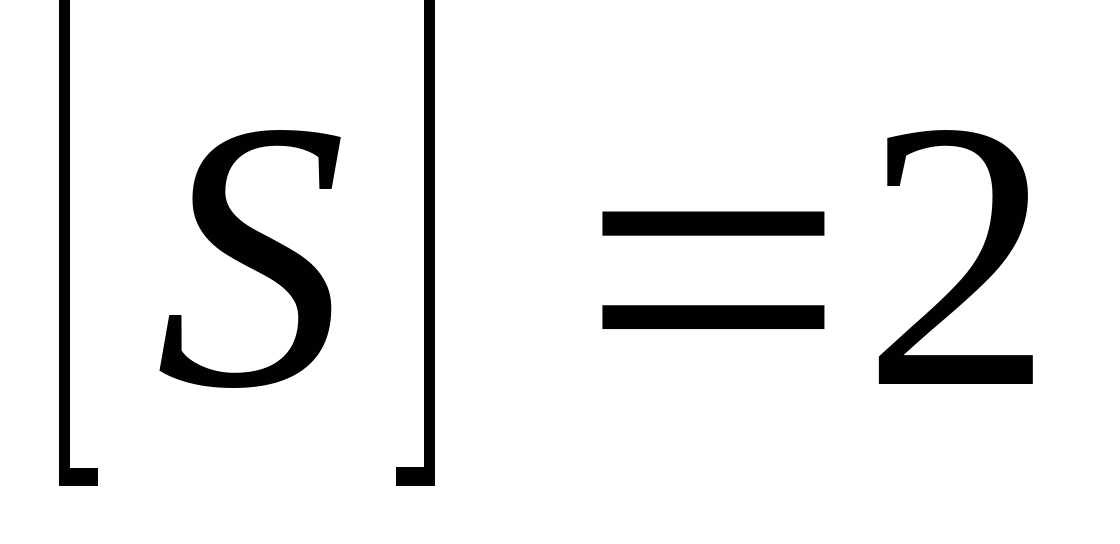 ⌊S⌋ =2